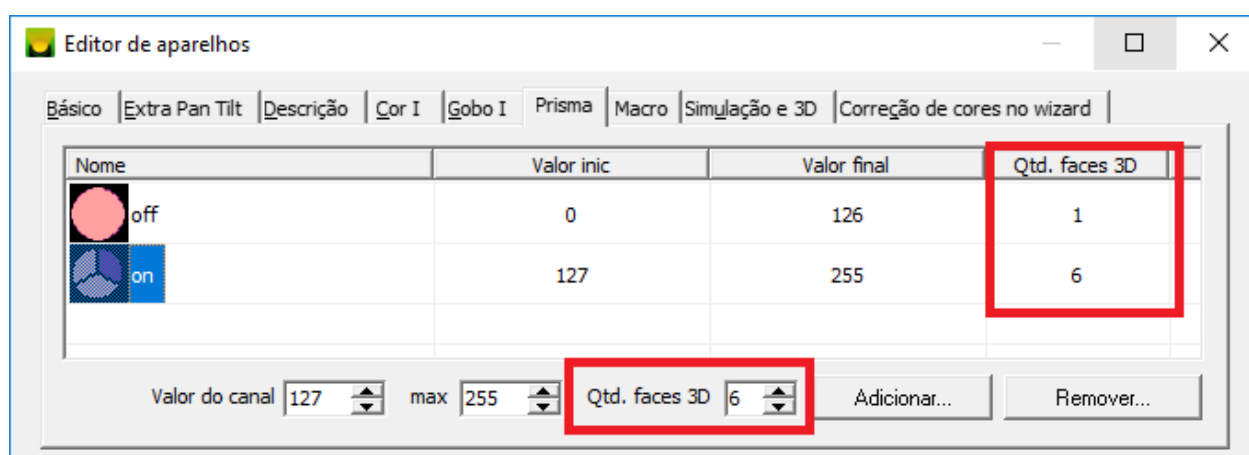 Editor de aparelhos
Básico Extra Pan Tilt Descrição Cor I Gobo I Prisma Macro Simulação e 3D Correção de cores no wizard
Nome Valor inic Valor final Qtd. faces 3D
off 0 126 1
on 127 255 6
Valor do canal 127 max 255 Qtd. faces 3D 6 Adicionar... Remover...